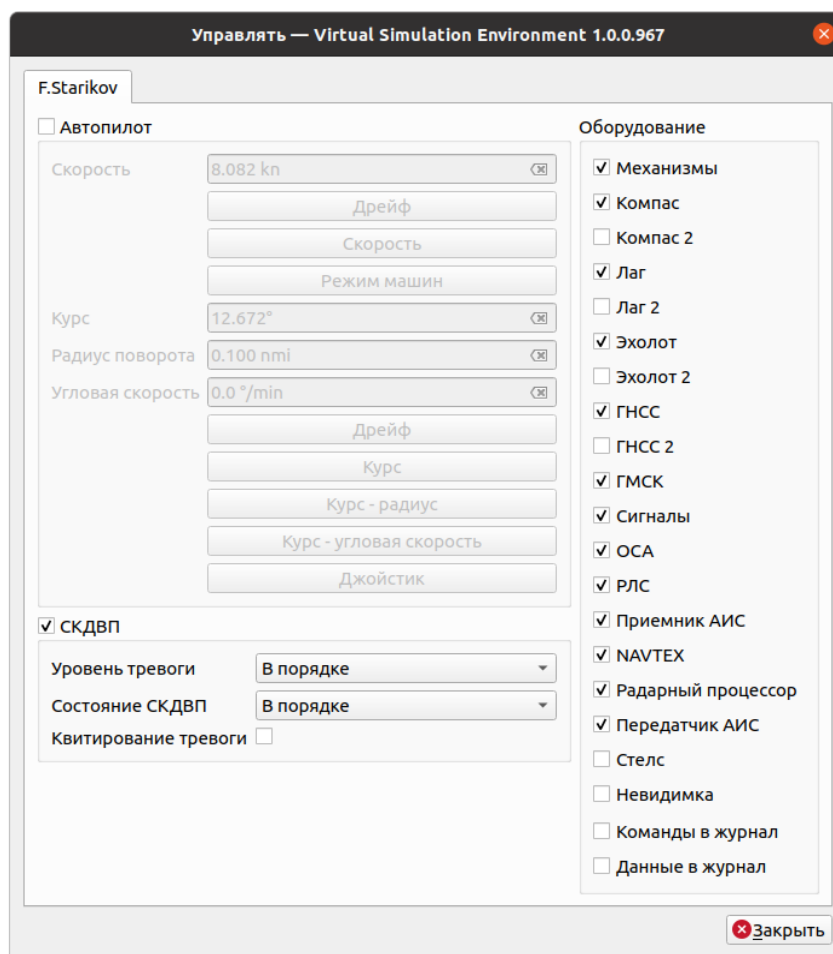 Управлять — Virtual Simulation Environment 1.0.0.967
F.Starikov
Автопилот
Скорость 8.082 kn
Дрейф
Скорость
Режим машин
Курс 12.672°
Радиус поворота 0.100 nmi
Угловая скорость 0.0 °/min
Дрейф
Курс
Курс - радиус
Курс - угловая скорость
Джойстик
СКДВП
Уровень тревоги В порядке
Состояние СКДВП В порядке
Квитирование тревоги
Оборудование
Механизмы
Компас
Компас 2
Лаг
Лаг 2
Эхолот
Эхолот 2
ГНСС
ГНСС 2
ГМСК
Сигналы
ОСА
РЛС
Приемник АИС
NAVTEX
Радарный процессор
Передатчик АИС
Стелс
Невидимка
Команды в журнал
Данные в журнал
Закрыть